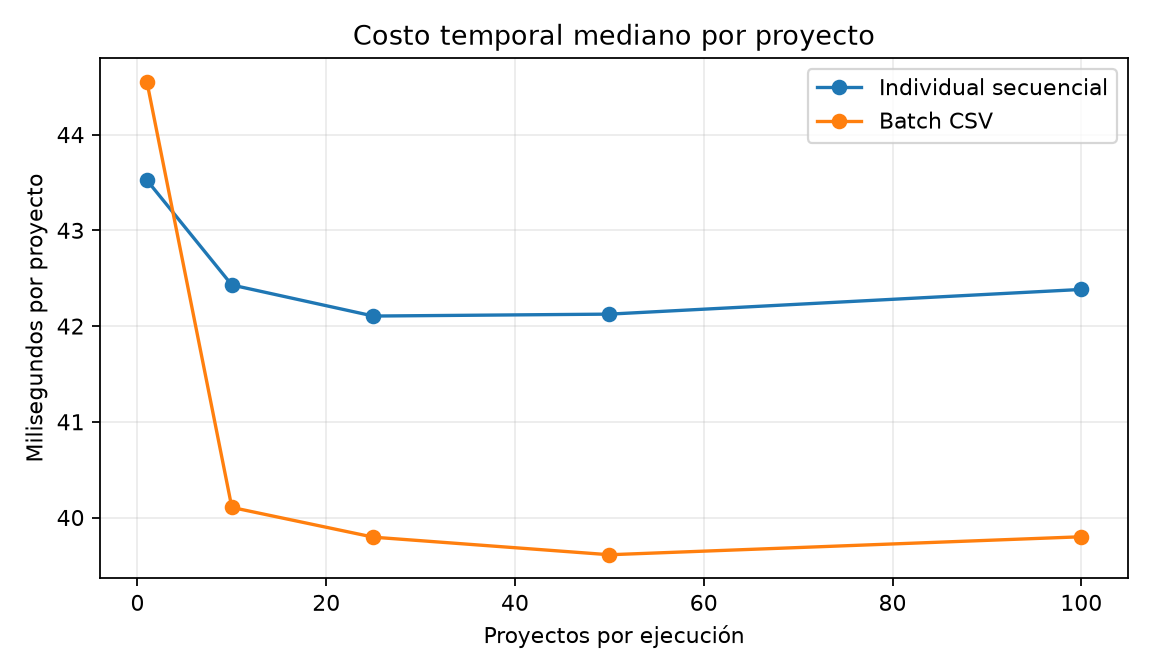 Costo temporal mediano por proyecto
Individual secuencial
Batch CSV
Milisegundos por proyecto
44
43
42
41
40
0 20 40 60 80 100
Proyectos por ejecución